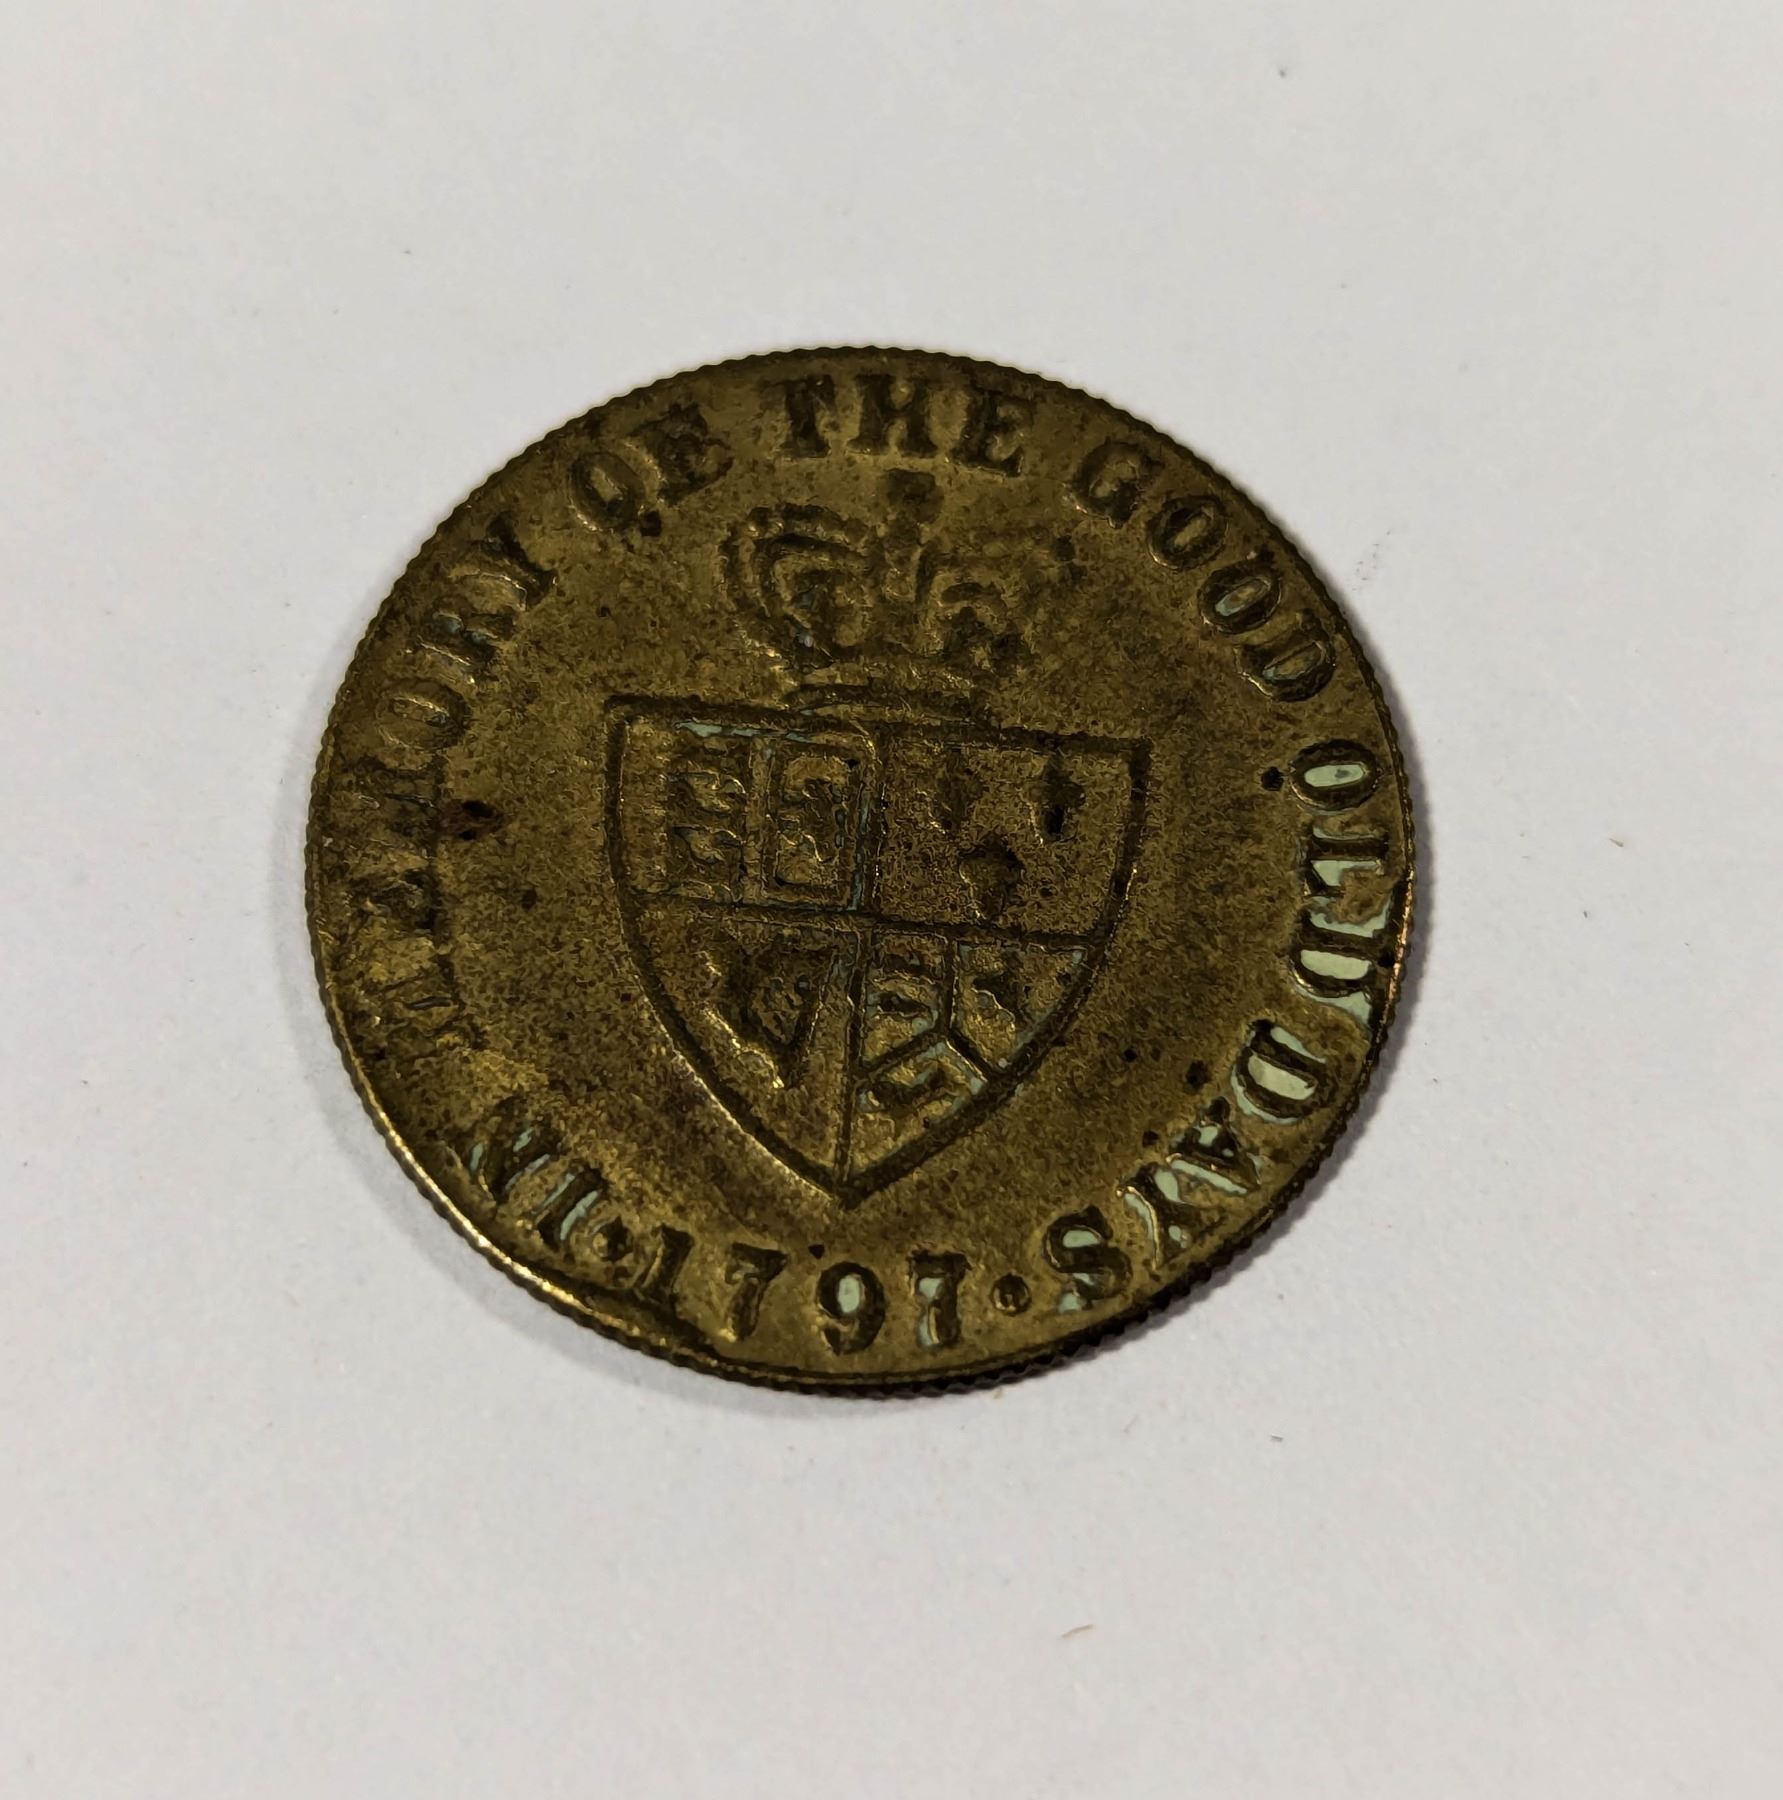 IN MEMORY OF THE GOOD OLD DAYS · 1797 ·